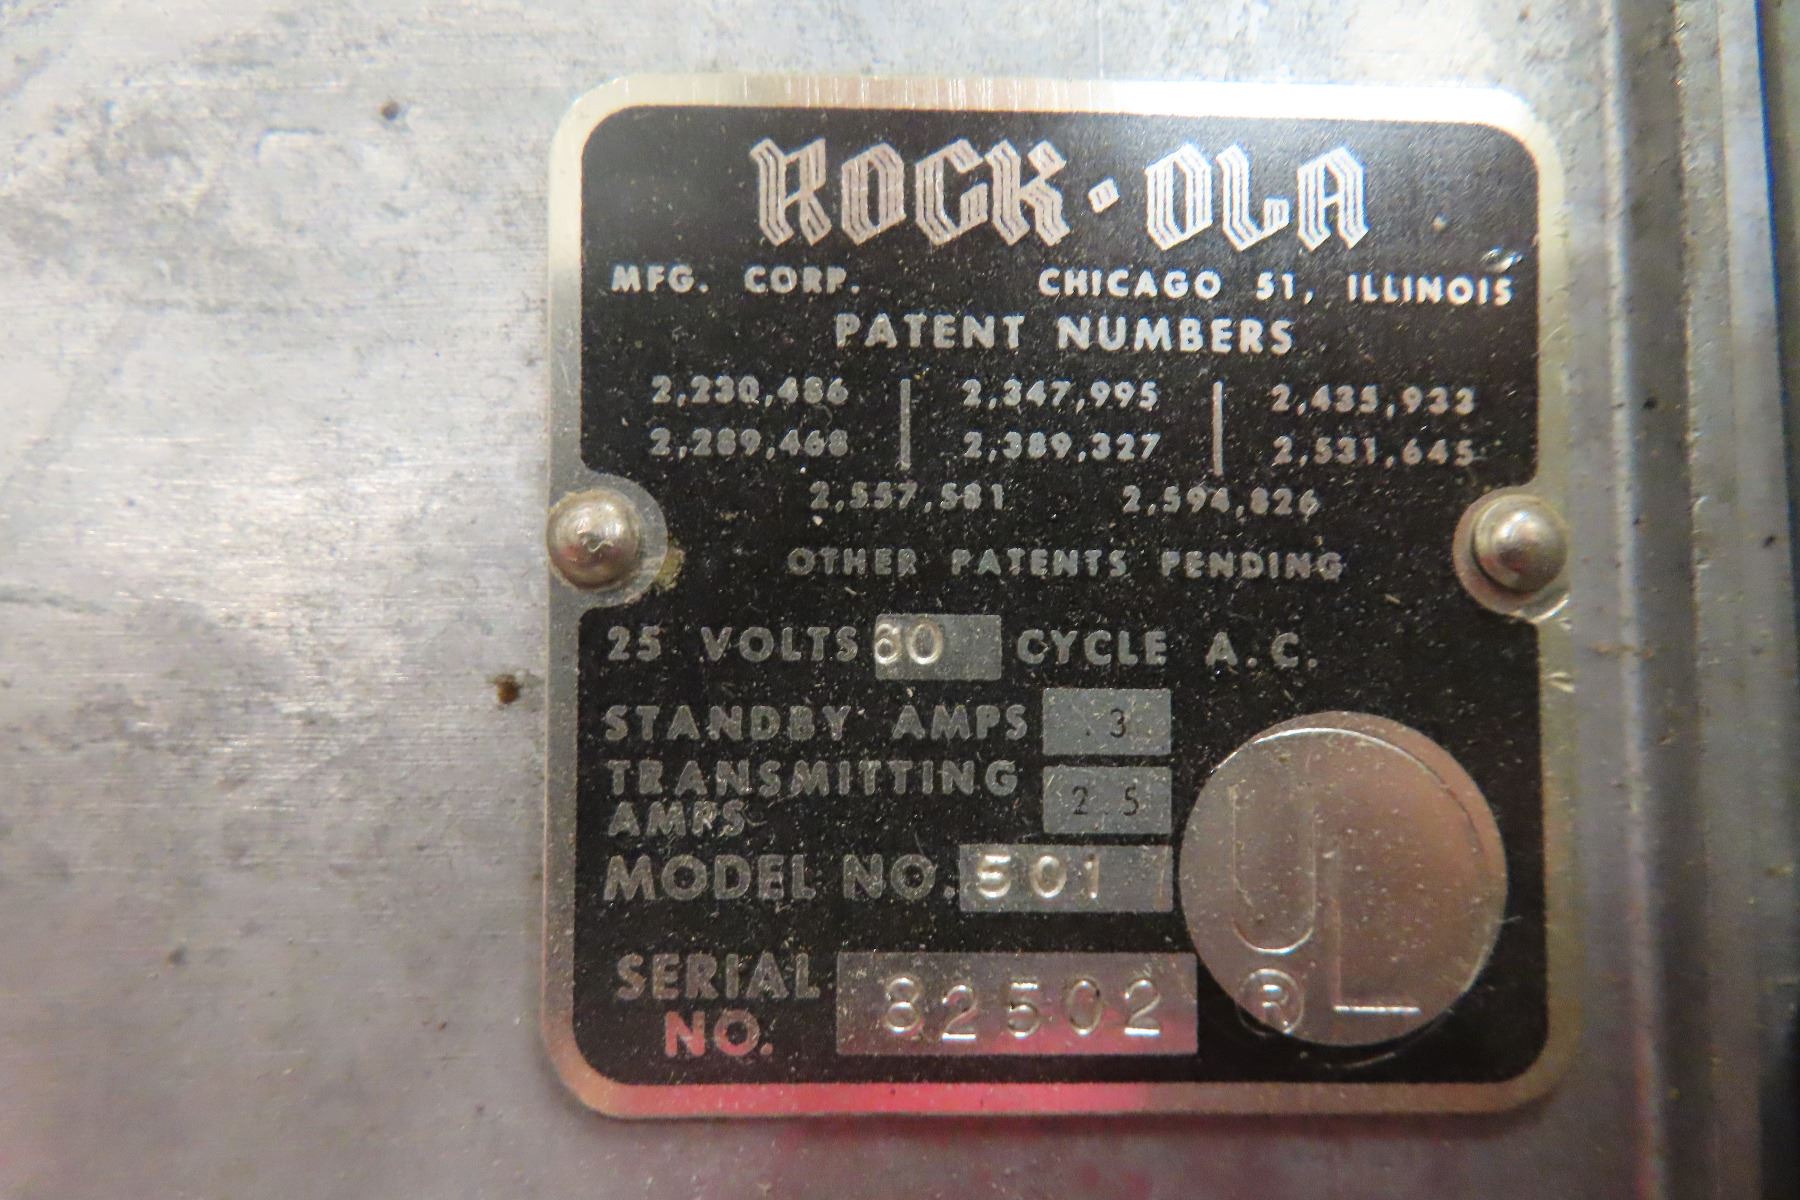 ROCK·OLA
MFG. CORP. CHICAGO 51, ILLINOIS
PATENT NUMBERS
2,230,486 | 2,347,995 | 2,435,933
2,289,468 | 2,389,327 | 2,531,645
2,557,581 2,594,826
OTHER PATENTS PENDING
25 VOLTS 60 CYCLE A.C.
STANDBY AMPS .3
TRANSMITTING
AMPS 2.5
MODEL NO. 501
SERIAL
NO. 82502
UL
®